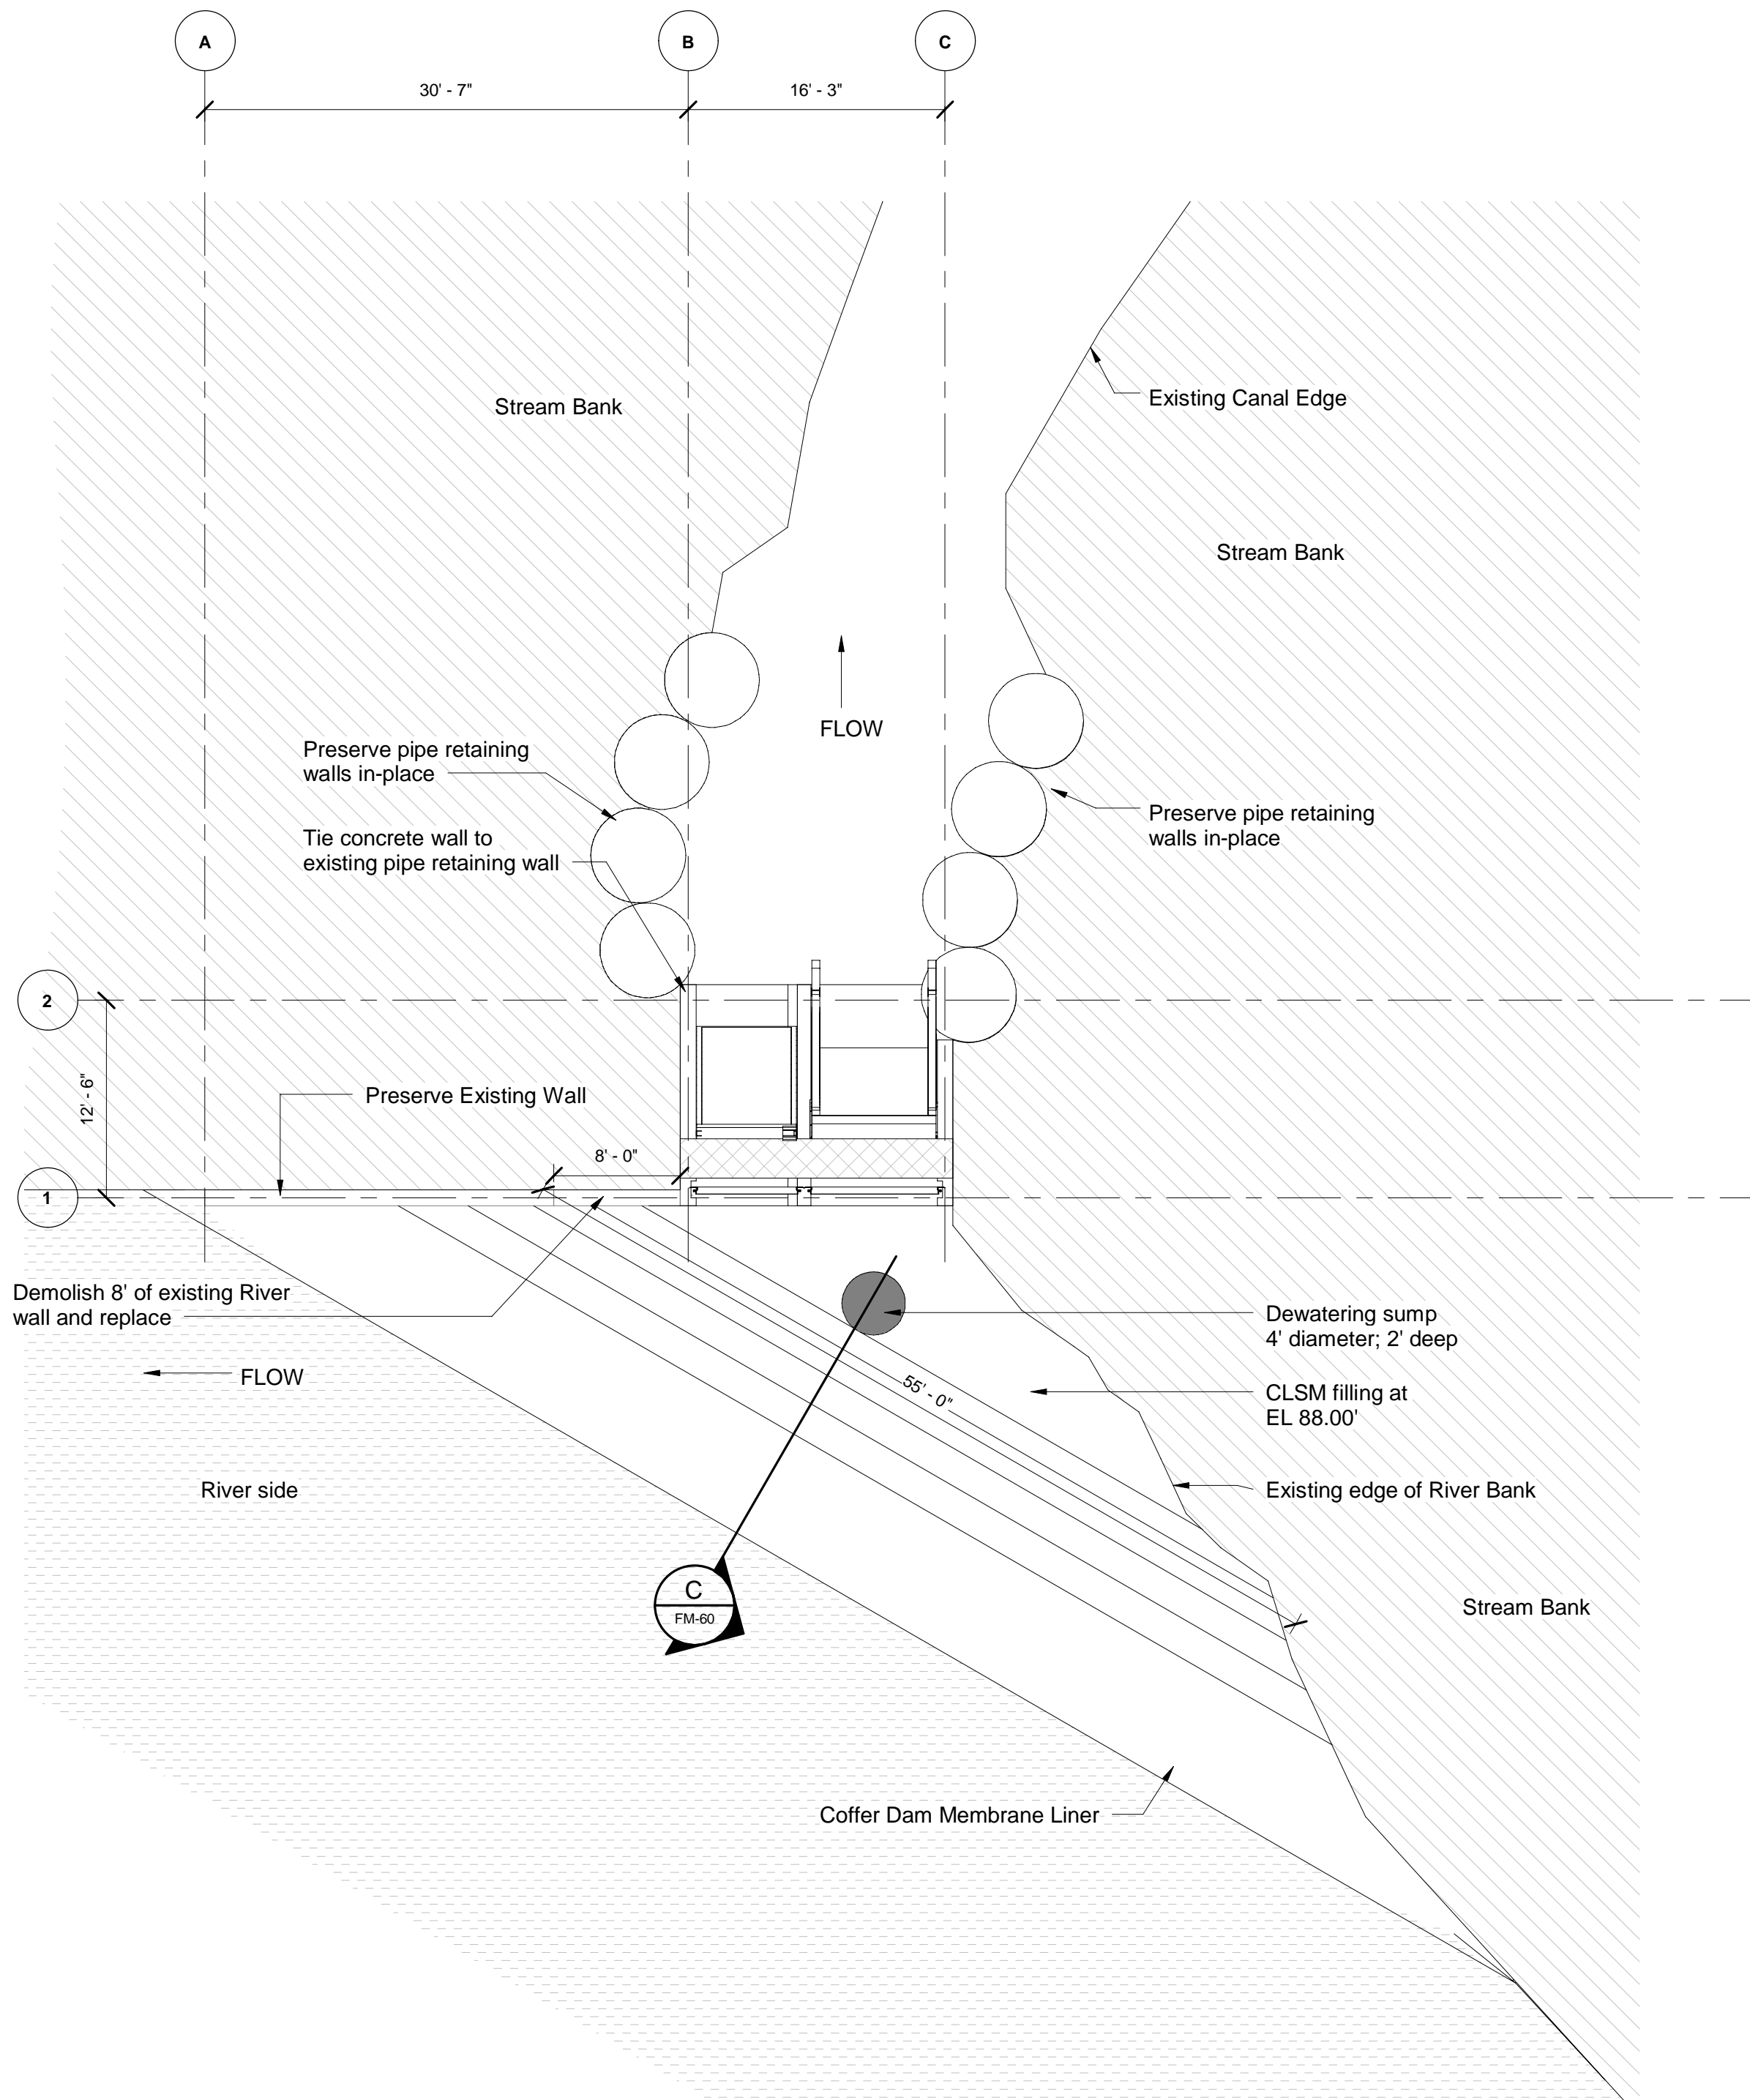 A
B
C
30' - 7"
16' - 3"
Stream Bank
Existing Canal Edge
Stream Bank
FLOW
Preserve pipe retaining
walls in-place
Preserve pipe retaining
walls in-place
Tie concrete wall to
existing pipe retaining wall
2
12' - 6"
Preserve Existing Wall
8' - 0"
1
Demolish 8' of existing River
wall and replace
Dewatering sump
4' diameter; 2' deep
FLOW
55' - 0"
CLSM filling at
EL 88.00'
River side
Existing edge of River Bank
C
FM-60
Stream Bank
Coffer Dam Membrane Liner